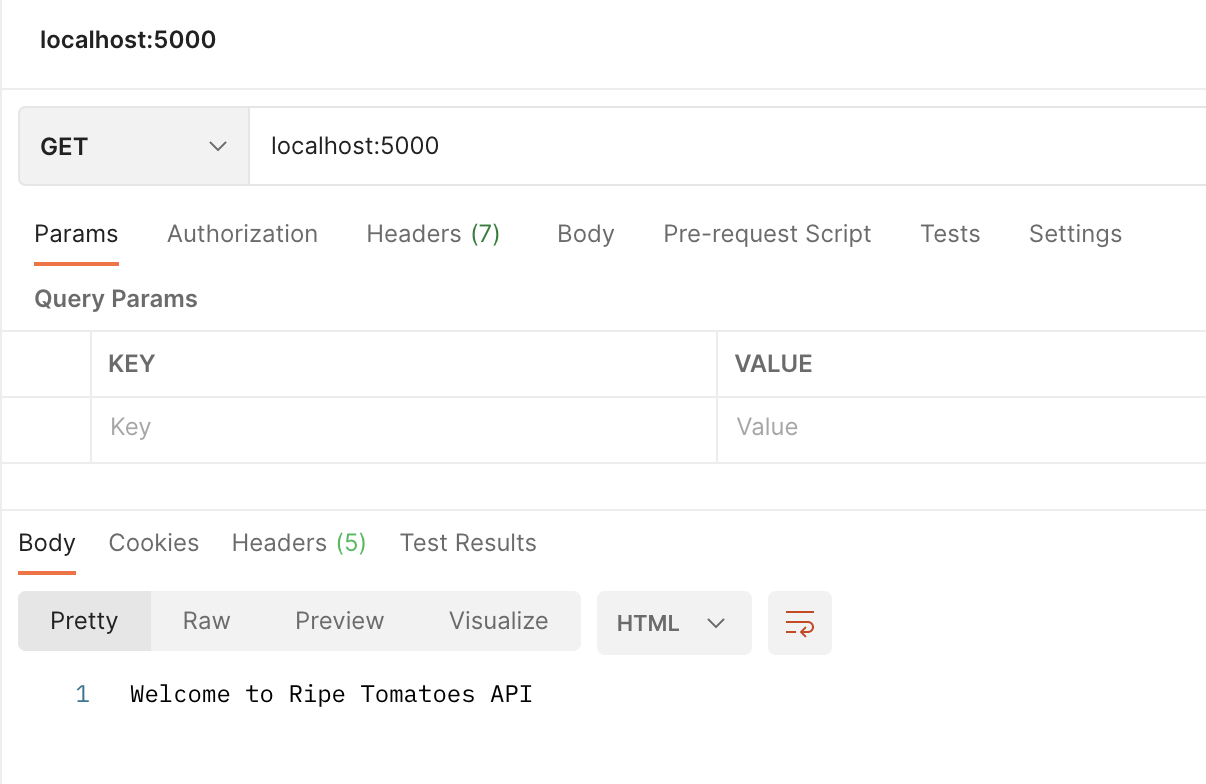 localhost:5000
GET localhost:5000
Params Authorization Headers (7) Body Pre-request Script Tests Settings
Query Params
KEY VALUE
Key Value
Body Cookies Headers (5) Test Results
Pretty Raw Preview Visualize HTML
1 Welcome to Ripe Tomatoes API